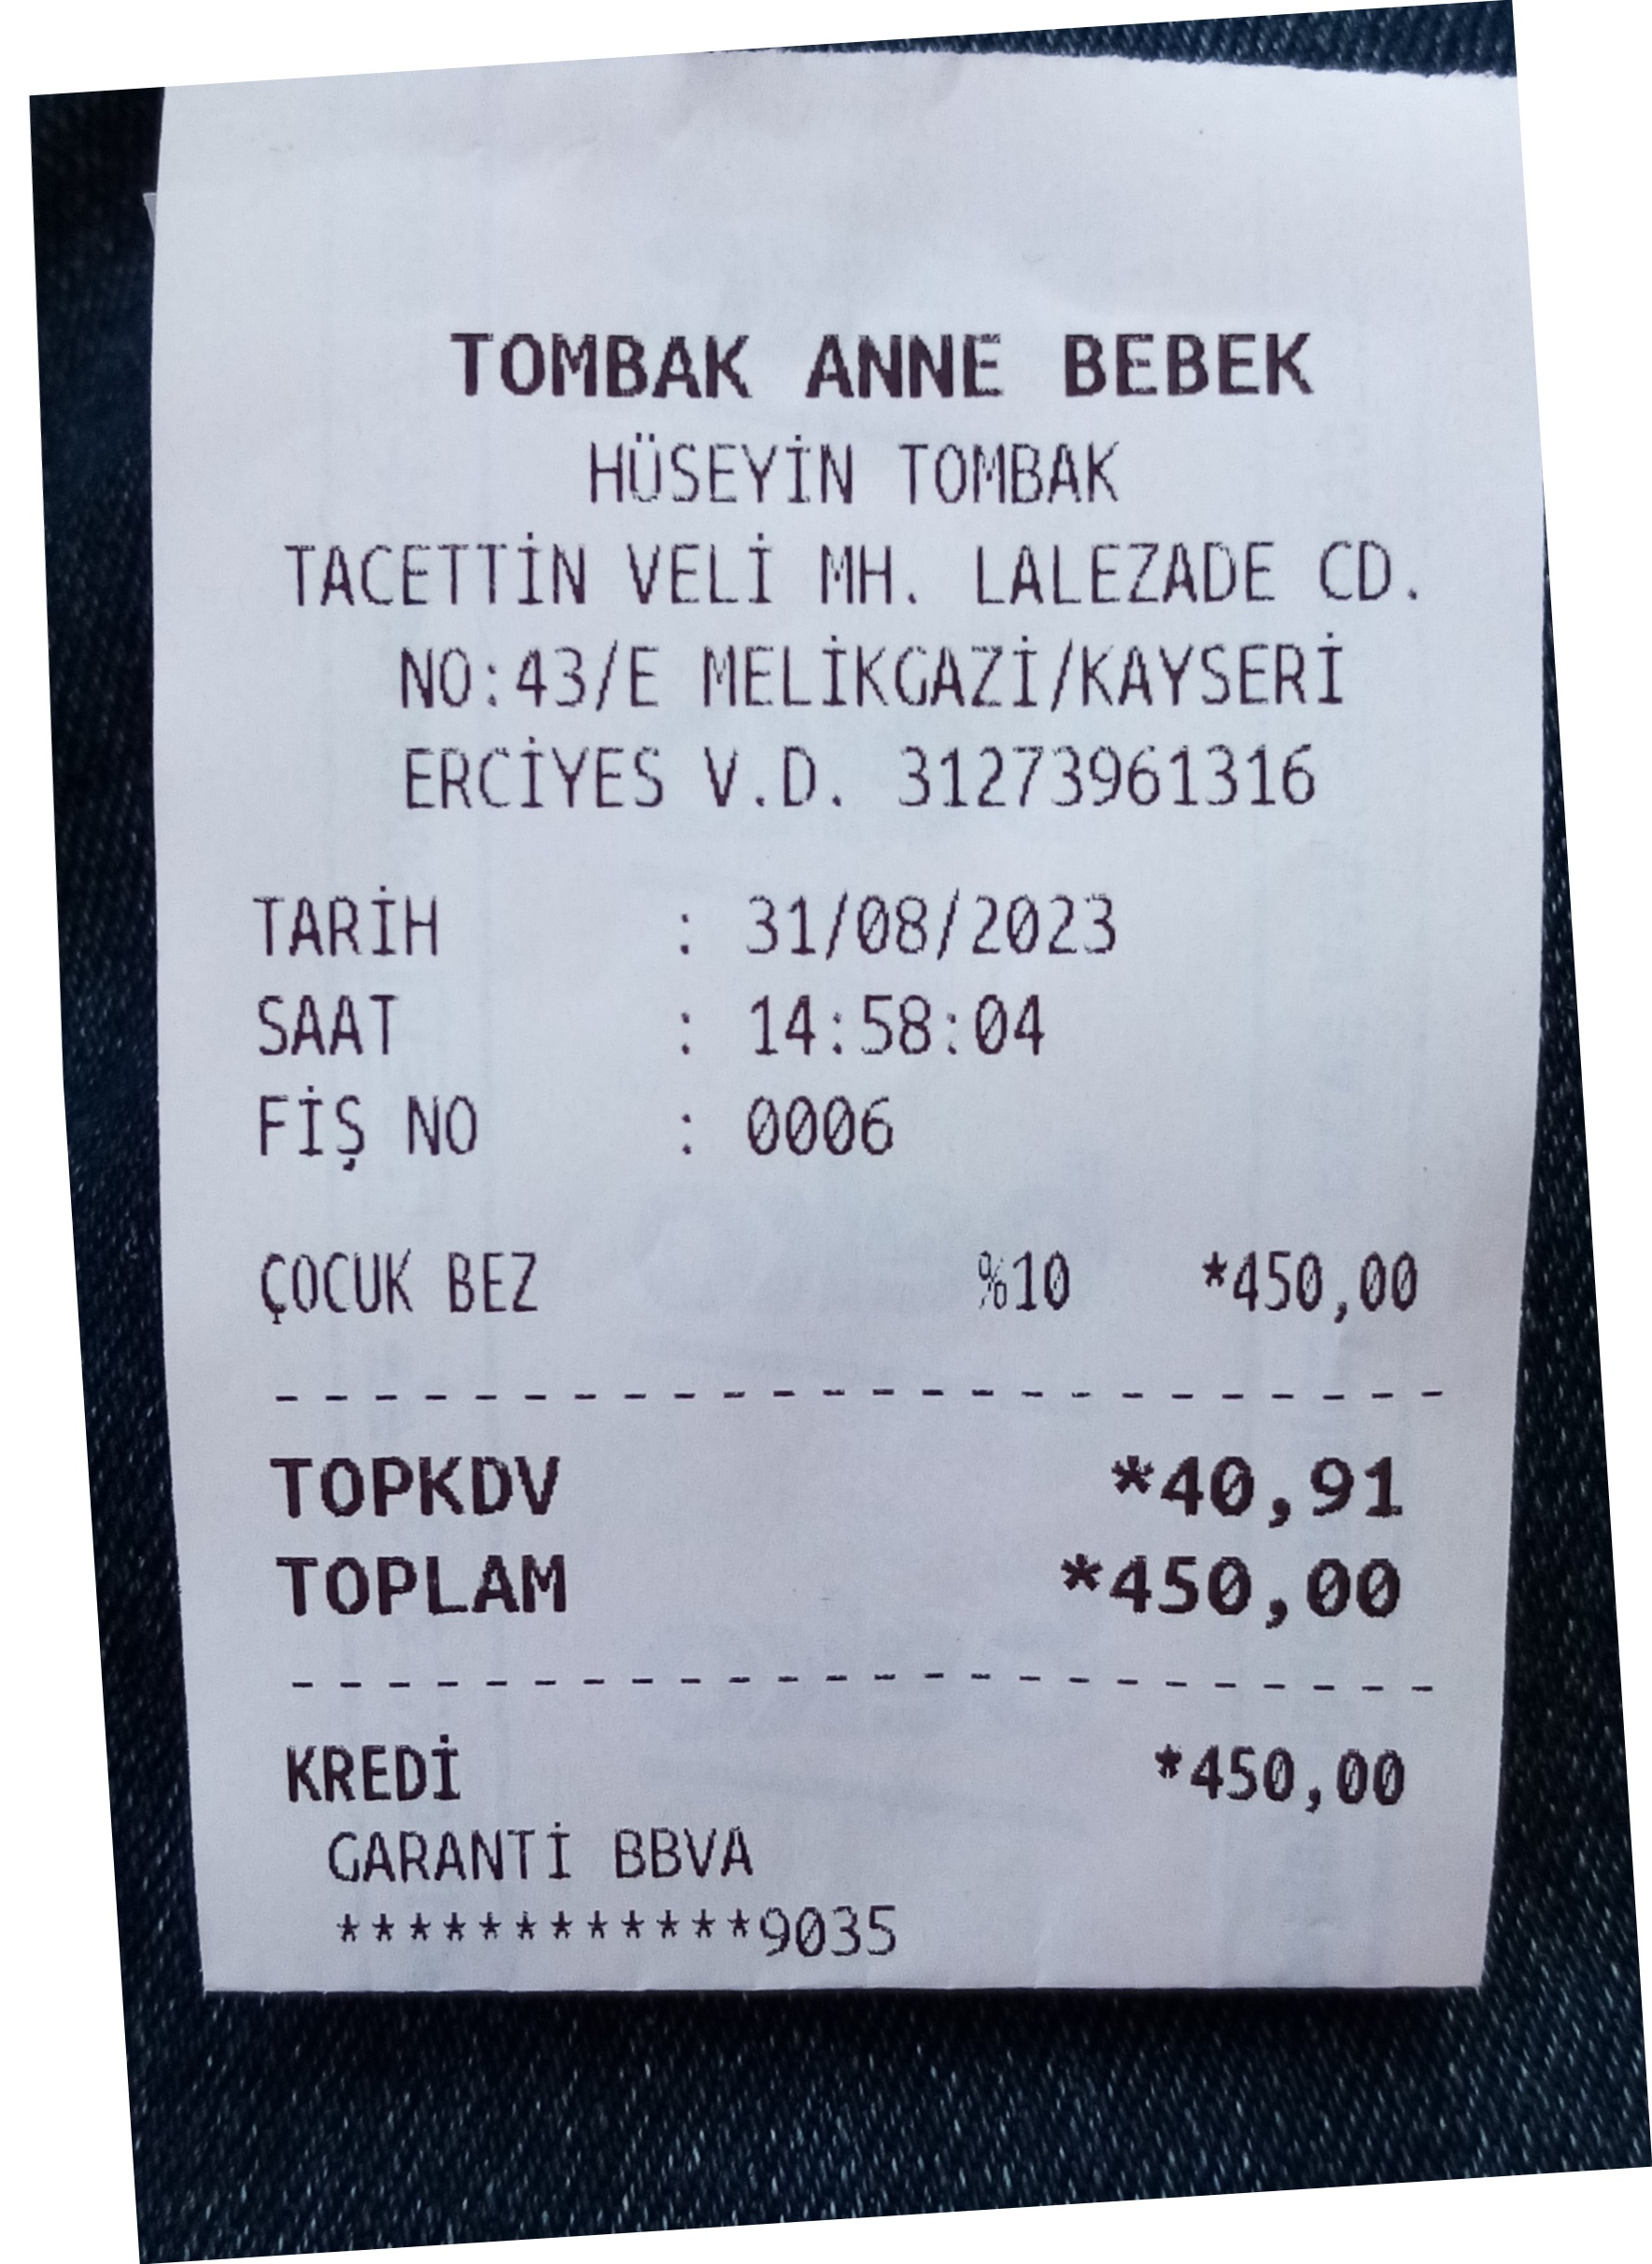 TOMBAK ANNE BEBEK
HÜSEYİN TOMBAK
TACETTİN VELİ MH. LALEZADE CD.
NO:43/E MELİKGAZİ/KAYSERİ
ERCİYES V.D. 31273961316
TARİH : 31/08/2023
SAAT : 14:58:04
FİŞ NO : 0006
ÇOCUK BEZ %10 *450,00
------------------------
TOPKDV *40,91
TOPLAM *450,00
------------------------
KREDİ *450,00
GARANTİ BBVA
************9035